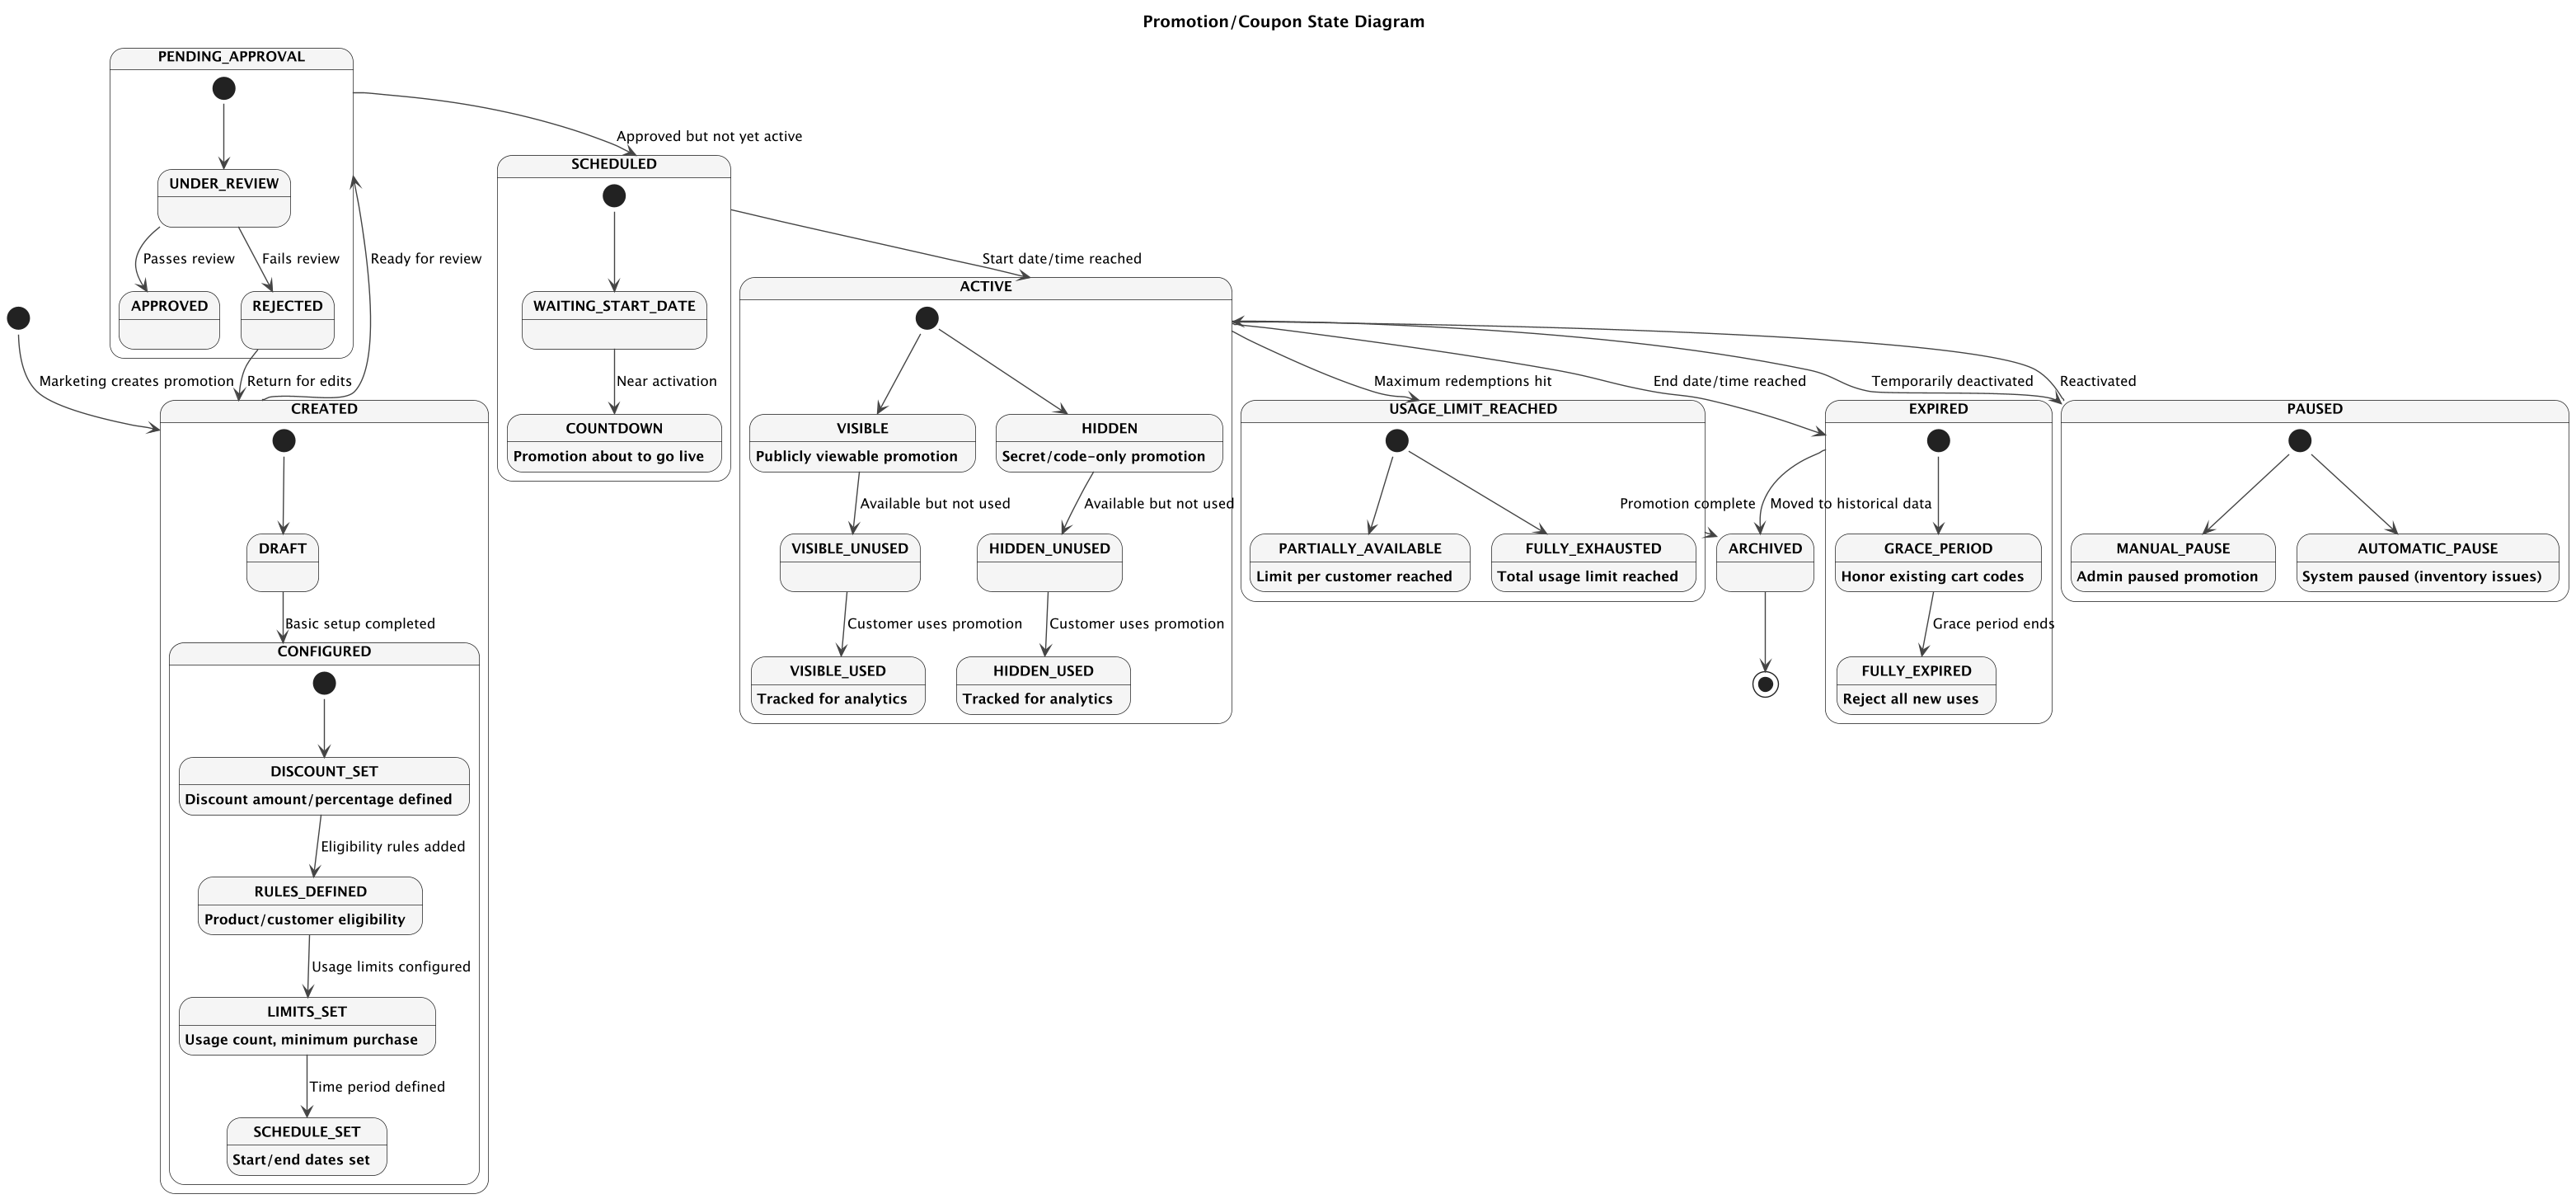 Promotion/Coupon State Diagram
PENDING_APPROVAL
UNDER_REVIEW
Passes review
Fails review
APPROVED
REJECTED
Ready for review
Approved but not yet active
Marketing creates promotion
Return for edits
CREATED
DRAFT
Basic setup completed
CONFIGURED
DISCOUNT_SET
Discount amount/percentage defined
Eligibility rules added
RULES_DEFINED
Product/customer eligibility
Usage limits configured
LIMITS_SET
Usage count, minimum purchase
Time period defined
SCHEDULE_SET
Start/end dates set
SCHEDULED
WAITING_START_DATE
Near activation
COUNTDOWN
Promotion about to go live
Start date/time reached
ACTIVE
VISIBLE
Publicly viewable promotion
HIDDEN
Secret/code-only promotion
Available but not used
Available but not used
VISIBLE_UNUSED
HIDDEN_UNUSED
Customer uses promotion
Customer uses promotion
VISIBLE_USED
Tracked for analytics
HIDDEN_USED
Tracked for analytics
Maximum redemptions hit
End date/time reached
Temporarily deactivated
Reactivated
USAGE_LIMIT_REACHED
PARTIALLY_AVAILABLE
Limit per customer reached
FULLY_EXHAUSTED
Total usage limit reached
Promotion complete
Moved to historical data
ARCHIVED
EXPIRED
GRACE_PERIOD
Honor existing cart codes
Grace period ends
FULLY_EXPIRED
Reject all new uses
PAUSED
MANUAL_PAUSE
Admin paused promotion
AUTOMATIC_PAUSE
System paused (inventory issues)